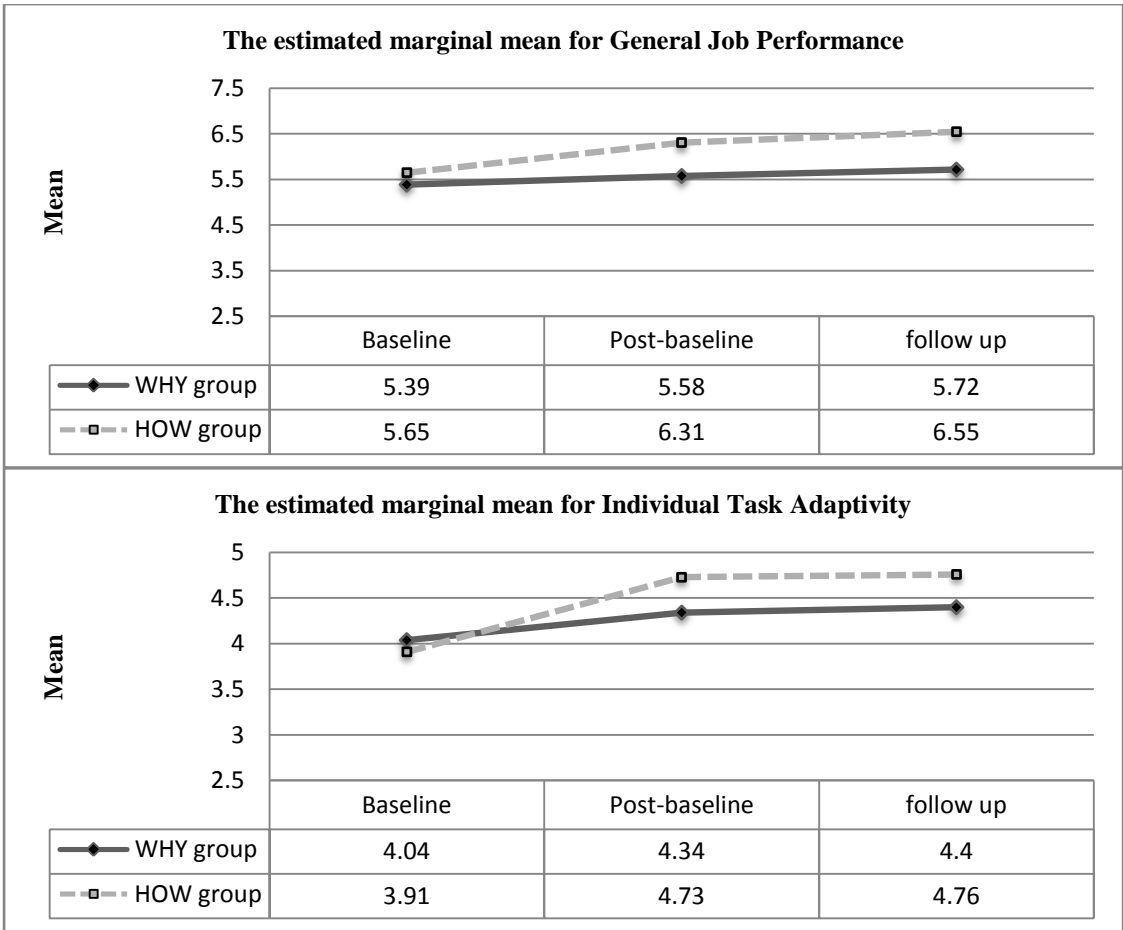 The estimated marginal mean for General Job Performance
7.5
6.5
5.5
4.5
3.5
2.5
Mean
Baseline Post-baseline follow up
WHY group 5.39 5.58 5.72
HOW group 5.65 6.31 6.55
The estimated marginal mean for Individual Task Adaptivity
5
4.5
4
3.5
3
2.5
Mean
Baseline Post-baseline follow up
WHY group 4.04 4.34 4.4
HOW group 3.91 4.73 4.76